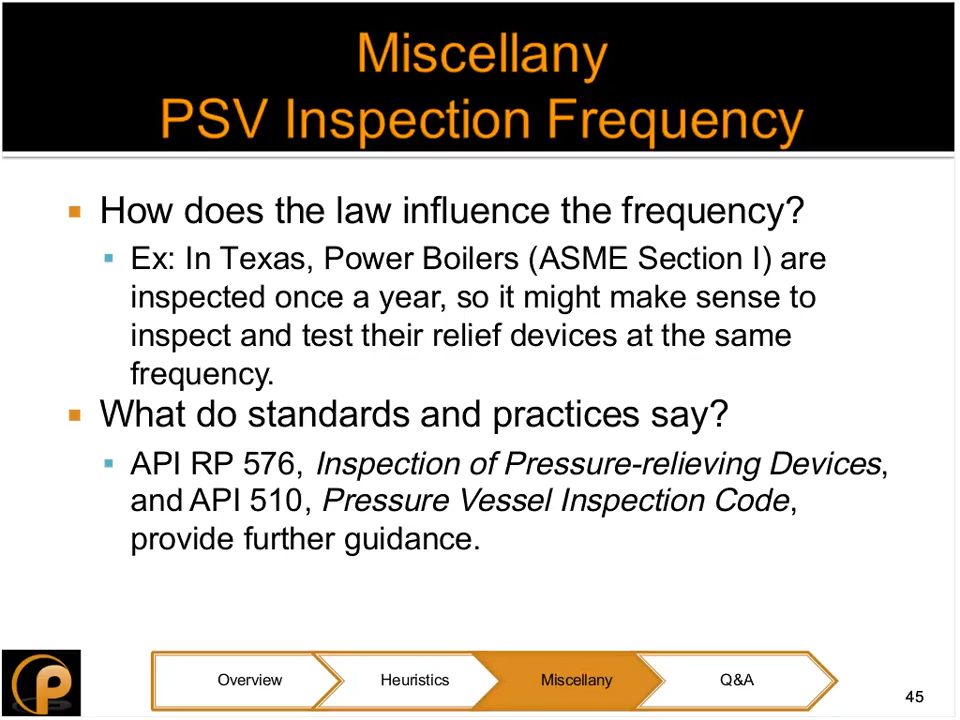 Miscellany
PSV Inspection Frequency
How does the law influence the frequency?
Ex: In Texas, Power Boilers (ASME Section I) are
inspected once a year, so it might make sense to
inspect and test their relief devices at the same
frequency.
What do standards and practices say?
API RP 576, Inspection of Pressure-relieving Devices,
and API 510, Pressure Vessel Inspection Code,
provide further guidance.
P
Overview
Heuristics
Miscellany
Q&A
45